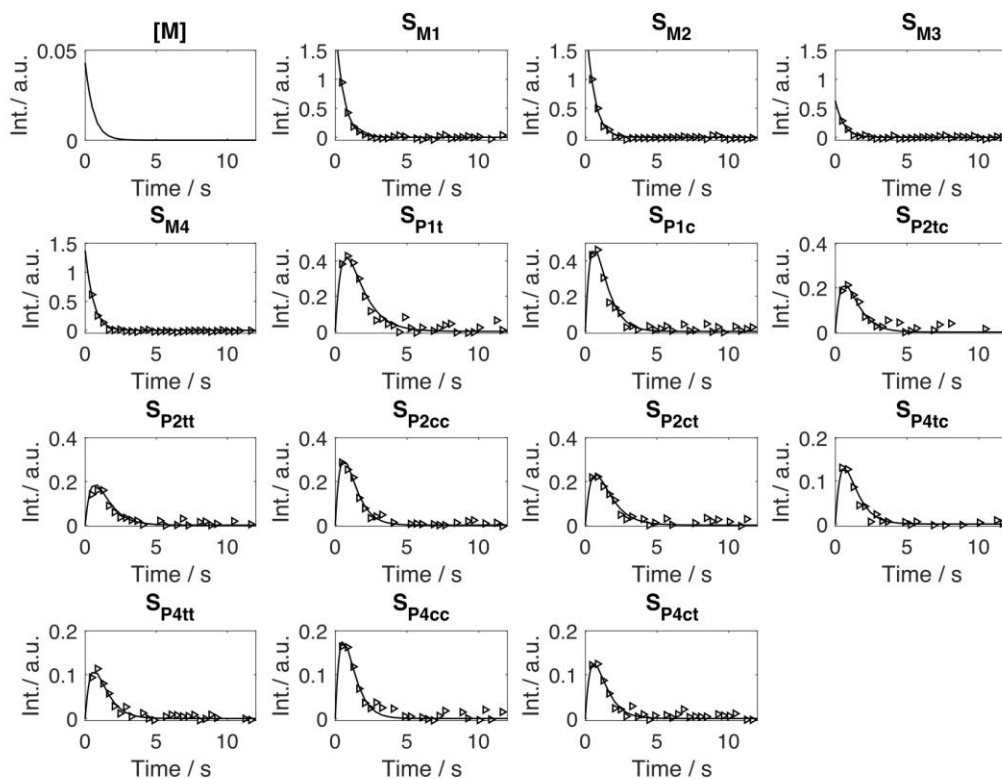 [M] S_M1 S_M2 S_M3
0.05 1.5 1.5 1.5
Int./ a.u. 1 1 1
0.5 0.5 0.5
0 0 0 0
0 5 10 0 5 10 0 5 10 0 5 10
Time / s Time / s Time / s Time / s
S_M4 S_P1t S_P1c S_P2tc
Int./ a.u. 1.5 0.4 0.4 0.4
1 0.2 0.2 0.2
0.5
0 0 0 0
0 5 10 0 5 10 0 5 10 0 5 10
Time / s Time / s Time / s Time / s
S_P2tt S_P2cc S_P2ct S_P4tc
Int./ a.u. 0.4 Int./ a.u. 0.4 Int./ a.u. 0.4 Int./ a.u. 0.2
0.2 0.2 0.2 0.1
0 0 0 0
0 5 10 0 5 10 0 5 10 0 5 10
Time / s Time / s Time / s Time / s
S_P4tt S_P4cc S_P4ct
Int./ a.u. 0.2 Int./ a.u. 0.2 Int./ a.u. 0.2
0.1 0.1 0.1
0 0 0
0 5 10 0 5 10 0 5 10
Time / s Time / s Time / s